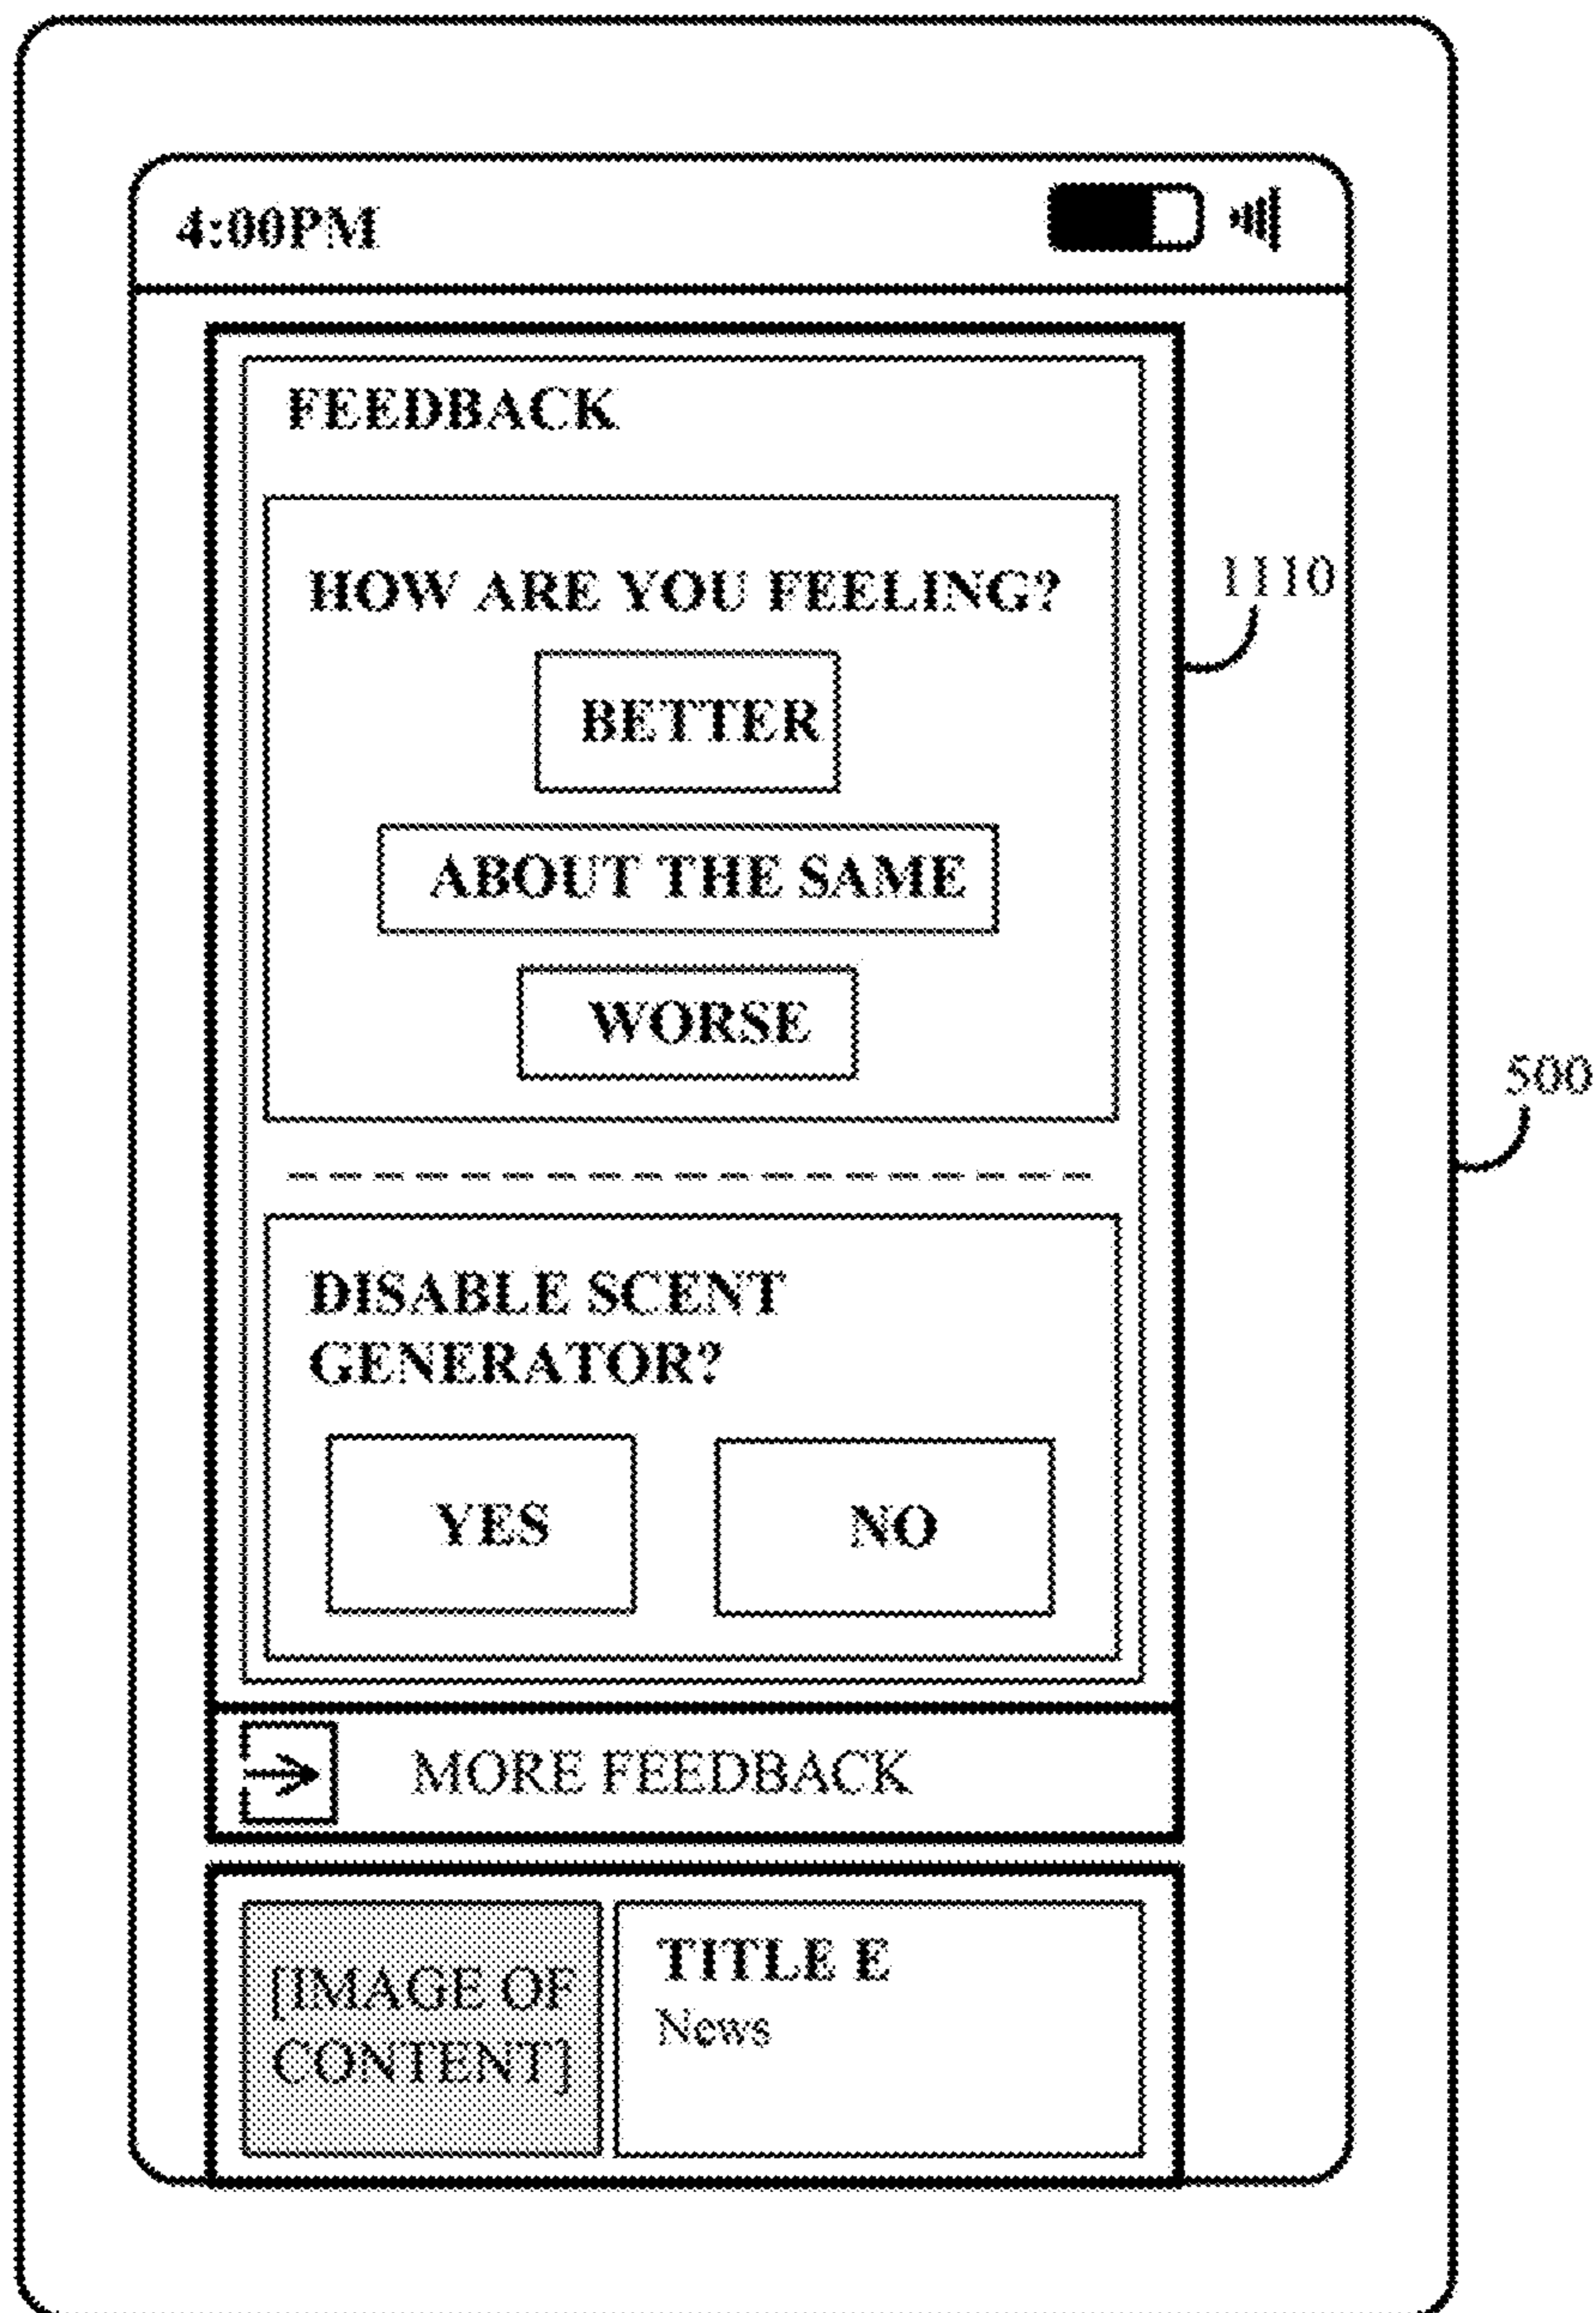 4:00PM
FEEDBACK
HOW ARE YOU FEELING?
1110
BETTER
ABOUT THE SAME
WORSE
500
DISABLE SCENT
GENERATOR?
YES
NO
MORE FEEDBACK
[IMAGE OF
CONTENT]
TITLE E
News